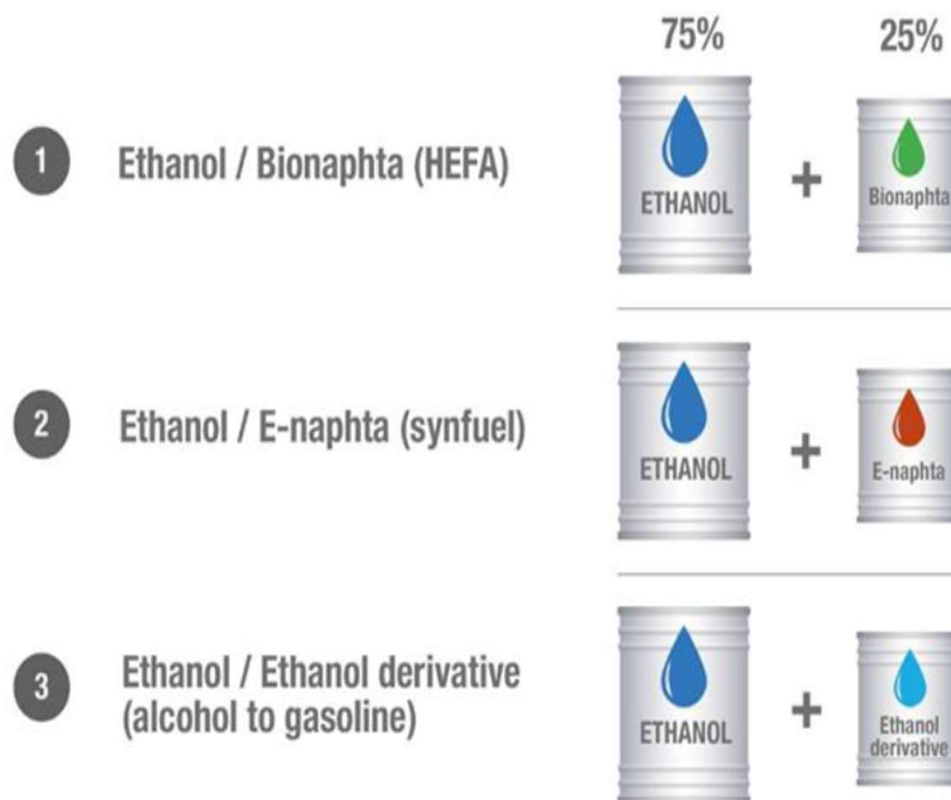 75% 25%
1 Ethanol / Bionaphta (HEFA)
ETHANOL + Bionaphta
2 Ethanol / E-naphta (synfuel)
ETHANOL + E-naphta
3 Ethanol / Ethanol derivative
(alcohol to gasoline)
ETHANOL + Ethanol
derivative